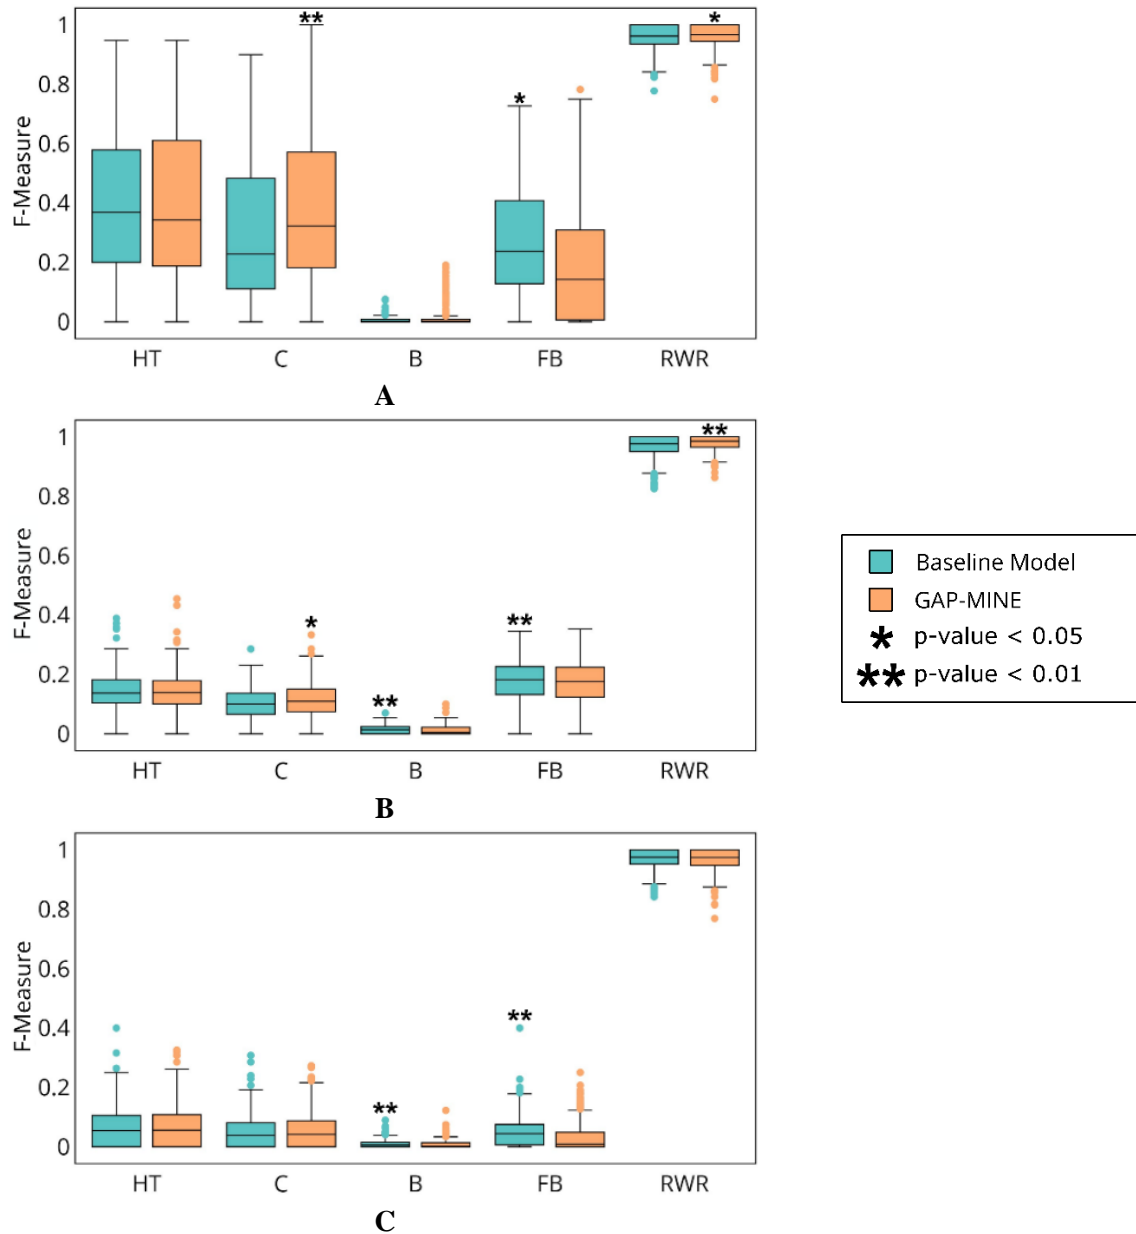 **
*
1
0.8
*
0.6
0.4
0.2
0
F-Measure
HT C B FB RWR
A
**
1
0.8
0.6
0.4
* ** **
0.2
0
F-Measure
HT C B FB RWR
B
1
0.8
0.6
0.4
** **
0.2
0
F-Measure
HT C B FB RWR
C
Baseline Model
GAP-MINE
* p-value < 0.05
** p-value < 0.01